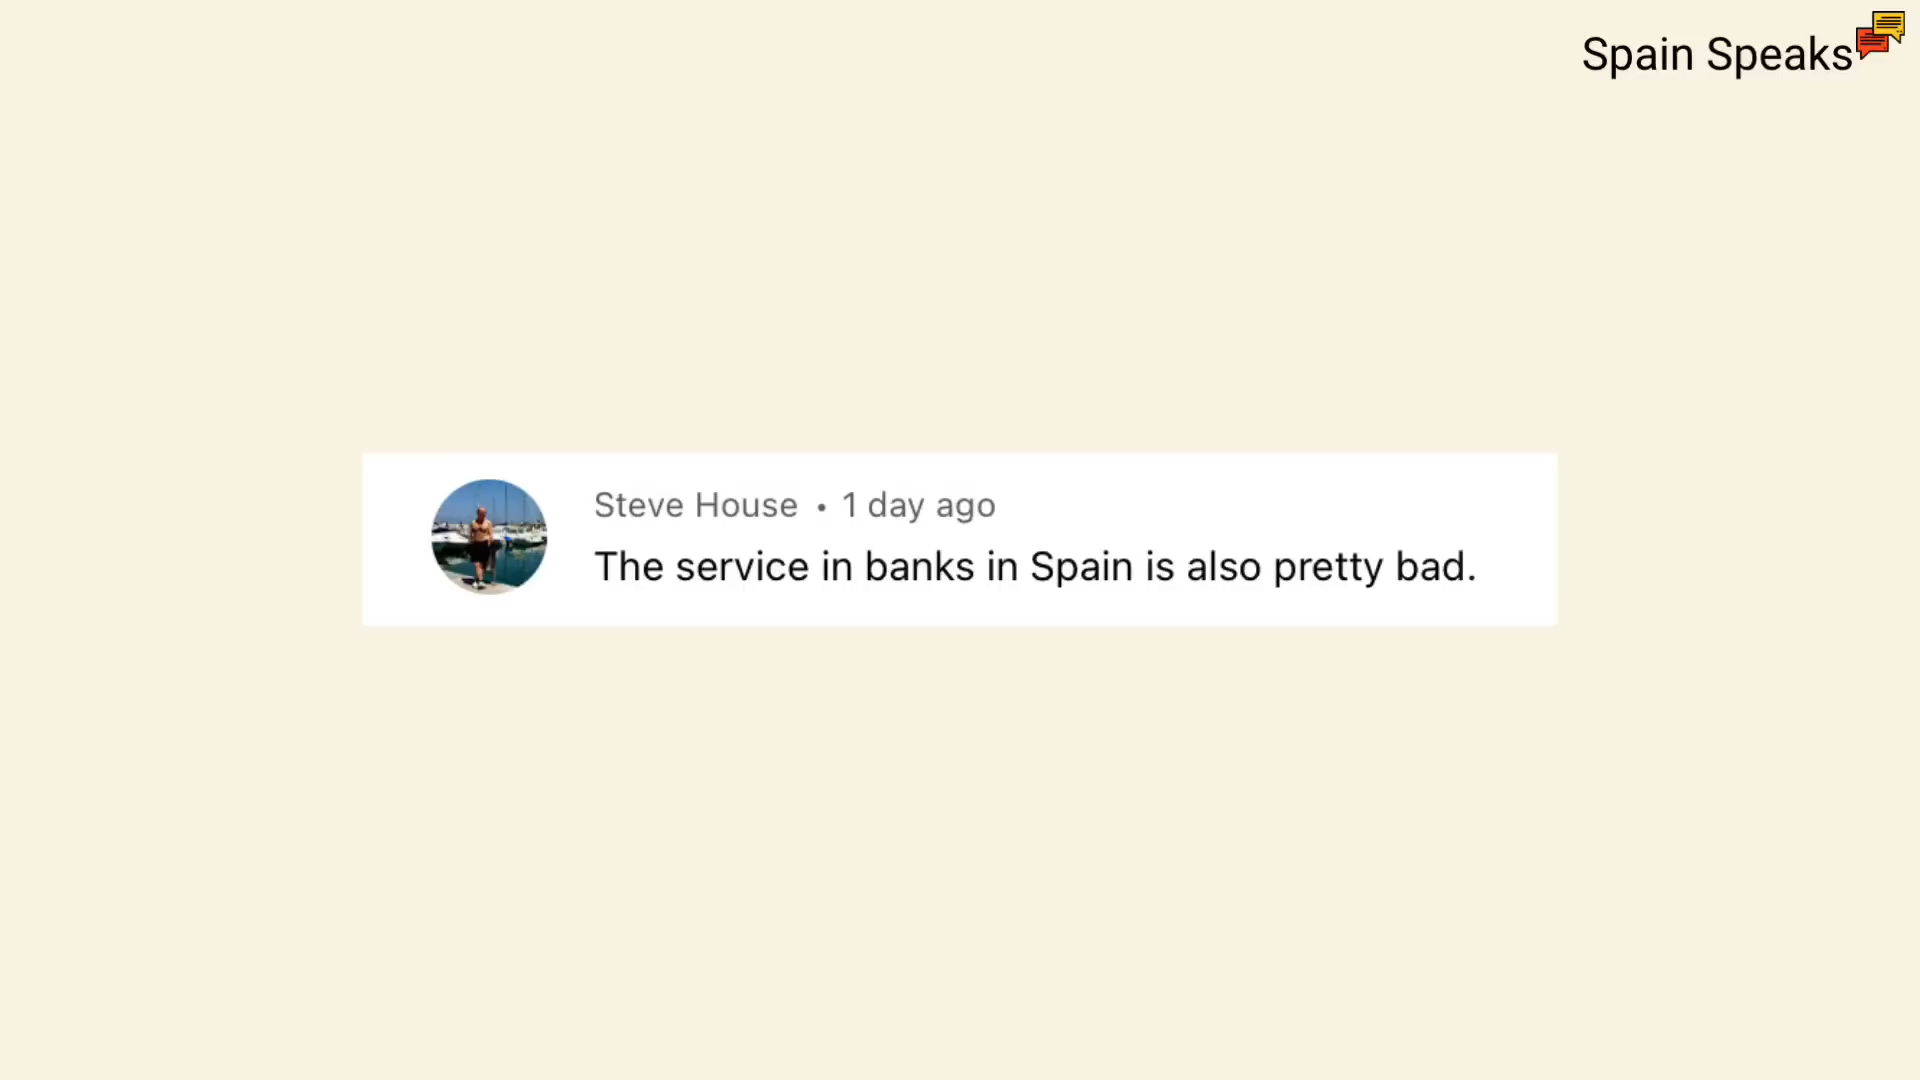 Spain Speaks
Steve House • 1 day ago
The service in banks in Spain is also pretty bad.